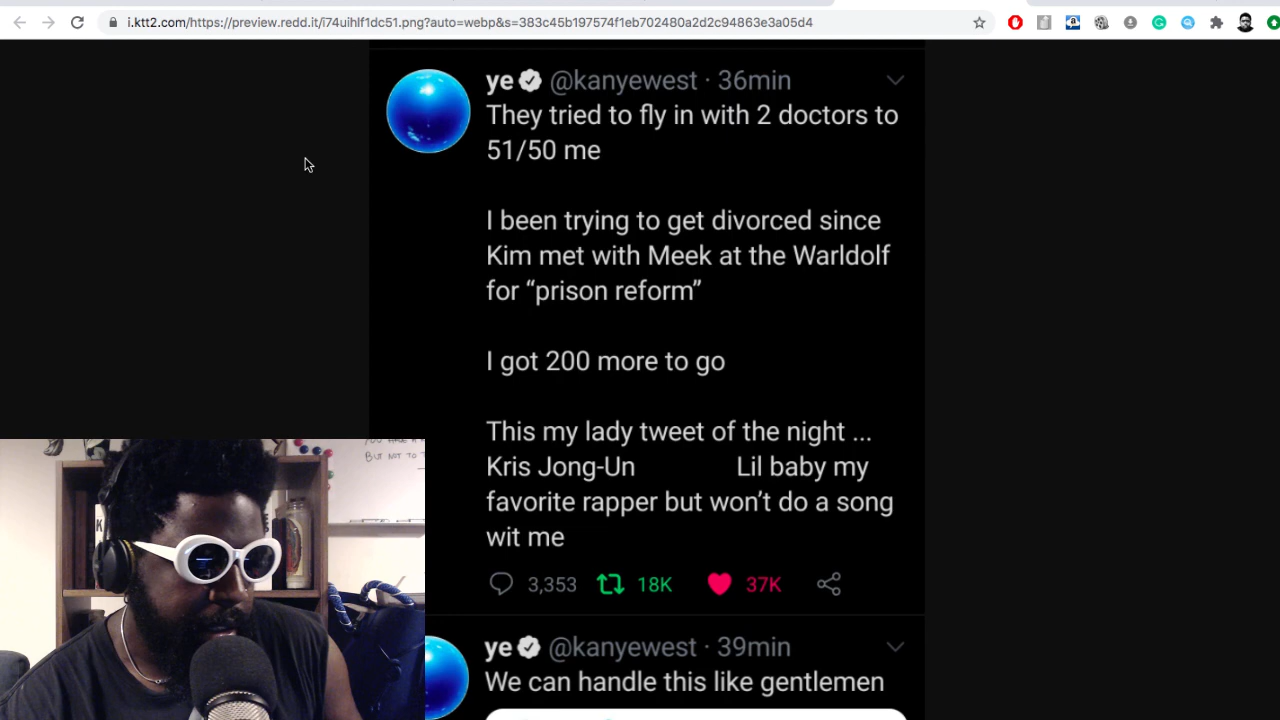 i.ktt2.com/https://preview.redd.it/i74uihlf1dc51.png?auto=webp&s=383c45b197574f1eb702480a2d2c94863e3a05d4
ye @kanyewest · 36min
They tried to fly in with 2 doctors to
51/50 me
I been trying to get divorced since
Kim met with Meek at the Warldolf
for “prison reform”
I got 200 more to go
This my lady tweet of the night ...
Kris Jong-Un Lil baby my
favorite rapper but won’t do a song
wit me
3,353 18K 37K
BUT NOT TO
ye @kanyewest · 39min
We can handle this like gentlemen